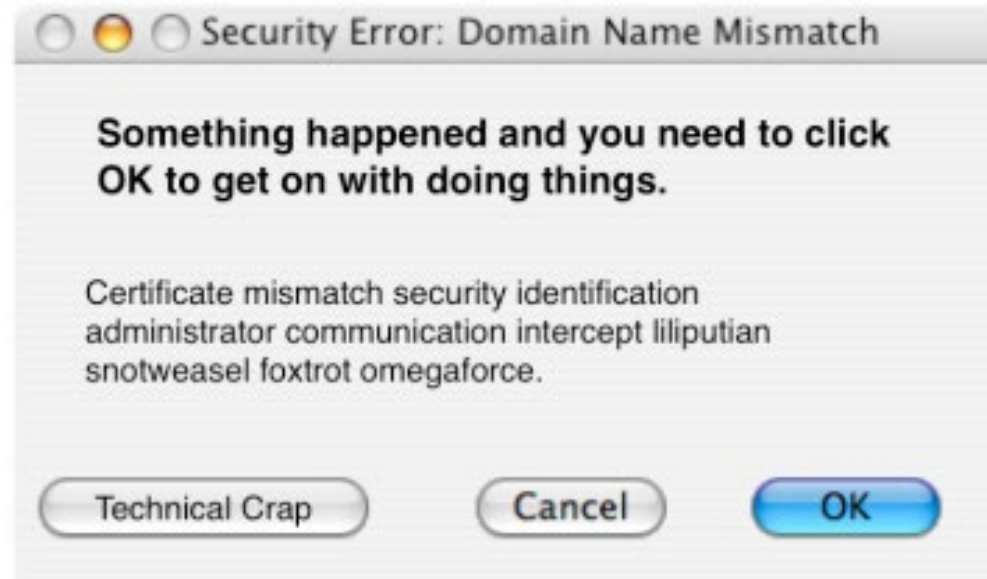 Security Error: Domain Name Mismatch
Something happened and you need to click
OK to get on with doing things.
Certificate mismatch security identification
administrator communication intercept liliputian
snotweasel foxtrot omegaforce.
Technical Crap Cancel OK